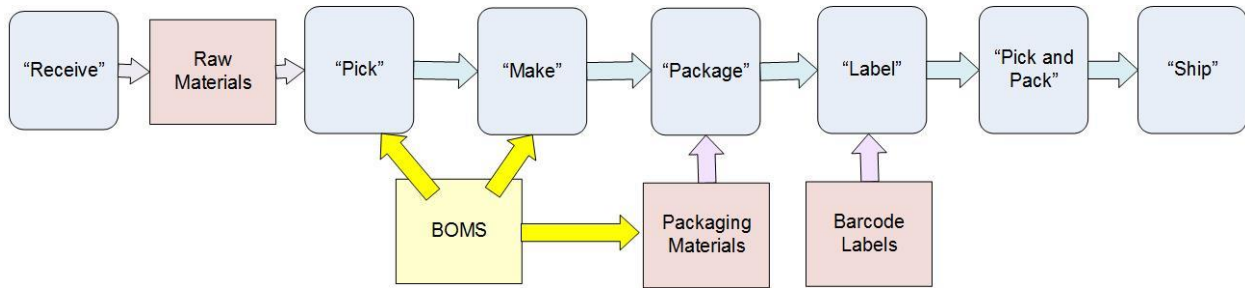 “Receive”
Raw
Materials
“Pick”
“Make”
“Package”
“Label”
“Pick and
Pack”
“Ship”
BOMS
Packaging
Materials
Barcode
Labels